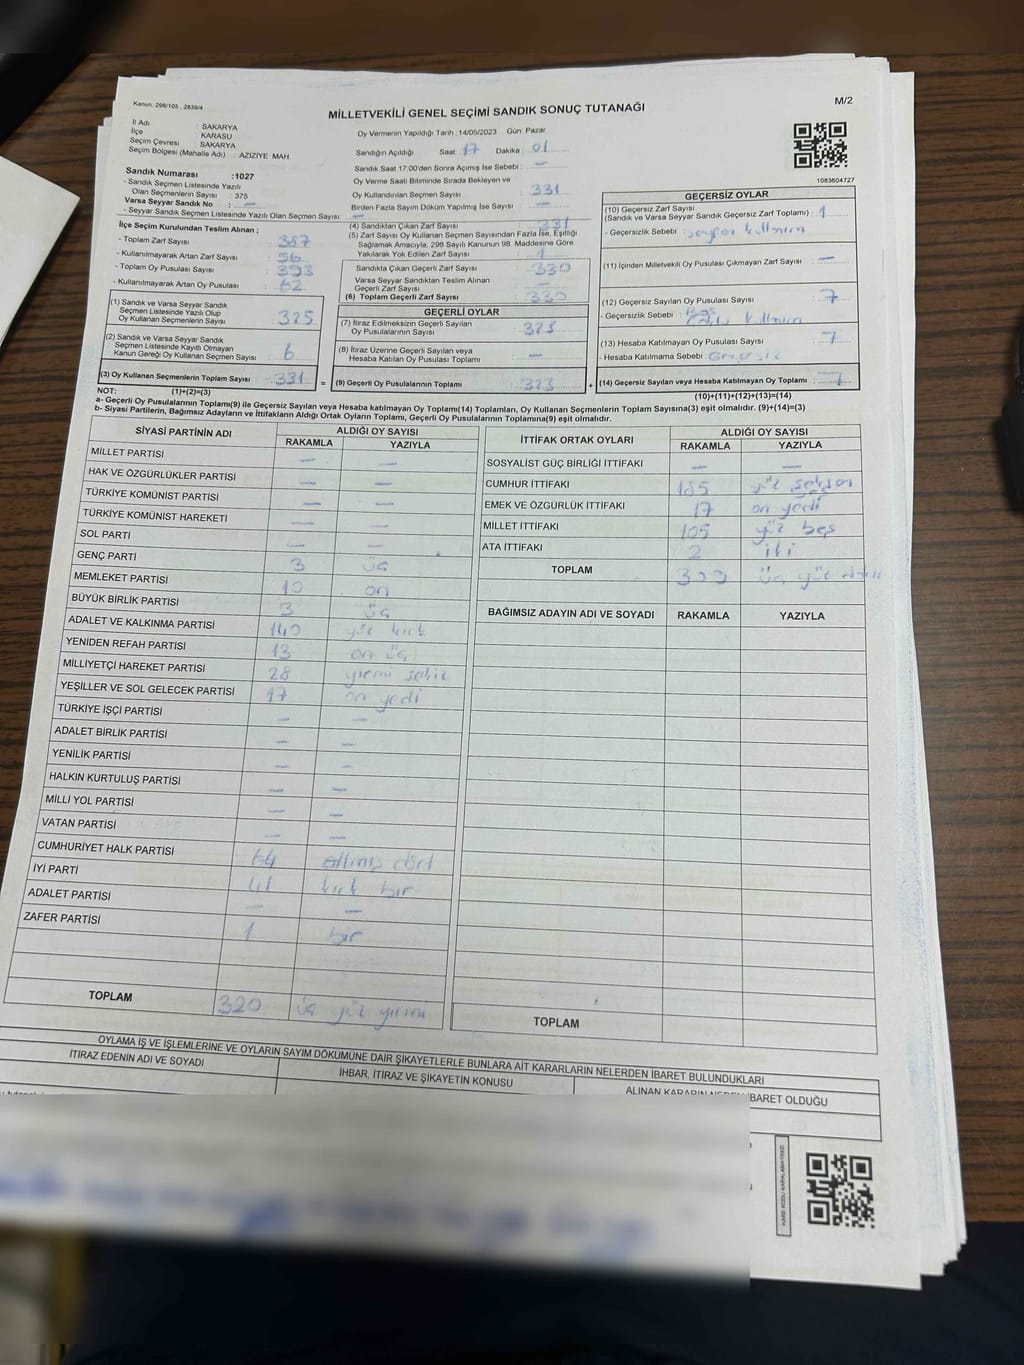 Kanun, 298/105 , 2839/4
MİLLETVEKİLİ GENEL SEÇİMİ SANDIK SONUÇ TUTANAĞI
M/2
İl Adı : SAKARYA
İlçe : KARASU
Seçim Çevresi : SAKARYA
Seçim Bölgesi (Mahalle Adı) : AZIZIYE MAH.
Oy Vermenin Yapıldığı Tarih : 14/05/2023 Gün: Pazar
Sandığın Açıldığı Saat : 17 Dakika : 01
Sandık Saat 17.00'den Sonra Açımış İse Sebebi : —
Oy Verme Saati Bitiminde Sırada Bekleyen ve
Oy Kullandırılan Seçmen Sayısı : 331
Birden Fazla Sayım Döküm Yapılmış İse Sayısı : —
Sandık Numarası :1027
- Sandık Seçmen Listesinde Yazılı
Olan Seçmenlerin Sayısı : 375
Varsa Seyyar Sandık No : —
- Seyyar Sandık Seçmen Listesinde Yazılı Olan Seçmen Sayısı : —
İlçe Seçim Kurulundan Teslim Alınan ;
- Toplam Zarf Sayısı : 387
- Kullanılmayarak Artan Zarf Sayısı : 56
- Toplam Oy Pusulası Sayısı : 393
- Kullanılmayarak Artan Oy Pusulası : 62
(1) Sandık ve Varsa Seyyar Sandık
Seçmen Listesinde Yazılı Olup
Oy Kullanan Seçmenlerin Sayısı : 325
(2) Sandık ve Varsa Seyyar Sandık
Seçmen Listesinde Kayıtlı Olmayan
Kanun Gereği Oy Kullanan Seçmen Sayısı : 6
(3) Oy Kullanan Seçmenlerin Toplam Sayısı : 331
(1)+(2)=(3)
(4) Sandıktan Çıkan Zarf Sayısı : 331
(5) Zarf Sayısı Oy Kullanan Seçmen Sayısından Fazla İse, Eşitliği
Sağlamak Amacıyla, 298 Sayılı Kanunun 98. Maddesine Göre
Yakılarak Yok Edilen Zarf Sayısı :
Sandıkta Çıkan Geçerli Zarf Sayısı : 330
Varsa Seyyar Sandıktan Teslim Alınan
Geçerli Zarf Sayısı : —
(6) Toplam Geçerli Zarf Sayısı : 330
GEÇERLİ OYLAR
(7) İtiraz Edilmeksizin Geçerli Sayılan
Oy Pusulalarının Sayısı : 323
(8) İtiraz Üzerine Geçerli Sayılan veya
Hesaba Katılan Oy Pusulası Toplamı : —
= (9) Geçerli Oy Pusulalarının Toplamı : 323 +
1083604727
GEÇERSİZ OYLAR
(10) Geçersiz Zarf Sayısı
(Sandık ve Varsa Seyyar Sandık Geçersiz Zarf Toplamı) : 1
- Geçersizlik Sebebi :
(11) İçinden Milletvekili Oy Pusulası Çıkmayan Zarf Sayısı : —
(12) Geçersiz Sayılan Oy Pusulası Sayısı : 7
- Geçersizlik Sebebi :
(13) Hesaba Katılmayan Oy Pusulası Sayısı : 7
- Hesaba Katılmama Sebebi :
(14) Geçersiz Sayılan veya Hesaba Katılmayan Oy Toplamı : 7
(10)+(11)+(12)+(13)=(14)
NOT:
a- Geçerli Oy Pusulalarının Toplamı(9) ile Geçersiz Sayılan veya Hesaba katılmayan Oy Toplamı(14) Toplamları, Oy Kullanan Seçmenlerin Toplam Sayısına(3) eşit olmalıdır. (9)+(14)=(3)
b- Siyasi Partilerin, Bağımsız Adayların ve İttifakların Aldığı Ortak Oyların Toplamı, Geçerli Oy Pusulalarının Toplamına(9) eşit olmalıdır.
SİYASİ PARTİNİN ADI ALDIĞI OY SAYISI
RAKAMLA YAZIYLA
MİLLET PARTİSİ — —
HAK VE ÖZGÜRLÜKLER PARTİSİ — —
TÜRKİYE KOMÜNİST PARTİSİ — —
TÜRKİYE KOMÜNİST HAREKETİ — —
SOL PARTİ — —
GENÇ PARTİ 3 üç
MEMLEKET PARTİSİ 10 on
BÜYÜK BİRLİK PARTİSİ 3 üç
ADALET VE KALKINMA PARTİSİ 140 yüz kırk
YENİDEN REFAH PARTİSİ 13 on üç
MİLLİYETÇİ HAREKET PARTİSİ 28 yirmi sekiz
YEŞİLLER VE SOL GELECEK PARTİSİ 17 on yedi
TÜRKİYE İŞÇİ PARTİSİ — —
ADALET BİRLİK PARTİSİ — —
YENİLİK PARTİSİ — —
HALKIN KURTULUŞ PARTİSİ — —
MİLLİ YOL PARTİSİ — —
VATAN PARTİSİ — —
CUMHURİYET HALK PARTİSİ 64 altmış dört
İYİ PARTİ 41 kırk bir
ADALET PARTİSİ — —
ZAFER PARTİSİ 1 bir
TOPLAM 320 üç yüz yirmi
İTTİFAK ORTAK OYLARI ALDIĞI OY SAYISI
RAKAMLA YAZIYLA
SOSYALİST GÜÇ BİRLİĞİ İTTİFAKI — —
CUMHUR İTTİFAKI 185 yüz seksen beş
EMEK VE ÖZGÜRLÜK İTTİFAKI 17 on yedi
MİLLET İTTİFAKI 105 yüz beş
ATA İTTİFAKI 2 iki
TOPLAM 309 üç yüz
BAĞIMSIZ ADAYIN ADI VE SOYADI RAKAMLA YAZIYLA
TOPLAM
OYLAMA İŞ VE İŞLEMLERİNE VE OYLARIN SAYIM DÖKÜMÜNE DAİR ŞİKAYETLERLE BUNLARA AİT KARARLARIN NELERDEN İBARET BULUNDUKLARI
İTİRAZ EDENİN ADI VE SOYADI
İHBAR, İTİRAZ VE ŞİKAYETİN KONUSU
ALINAN KARARIN NEDEN İBARET OLDUĞU